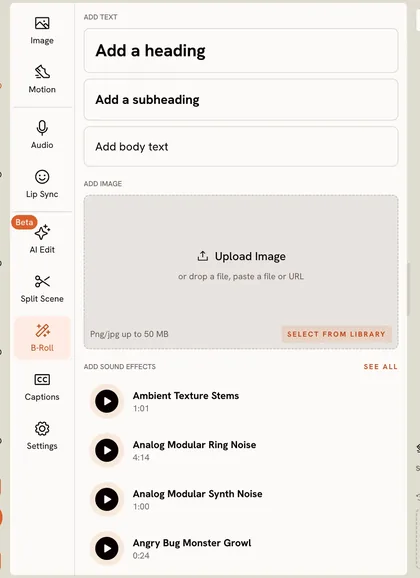 Image
Motion
Audio
Lip Sync
Beta
AI Edit
Split Scene
B-Roll
CC
Captions
Settings
ADD TEXT
Add a heading
Add a subheading
Add body text
ADD IMAGE
Upload Image
or drop a file, paste a file or URL
Png/jpg up to 50 MB
SELECT FROM LIBRARY
ADD SOUND EFFECTS
SEE ALL
Ambient Texture Stems
1:01
Analog Modular Ring Noise
4:14
Analog Modular Synth Noise
1:00
Angry Bug Monster Growl
0:24